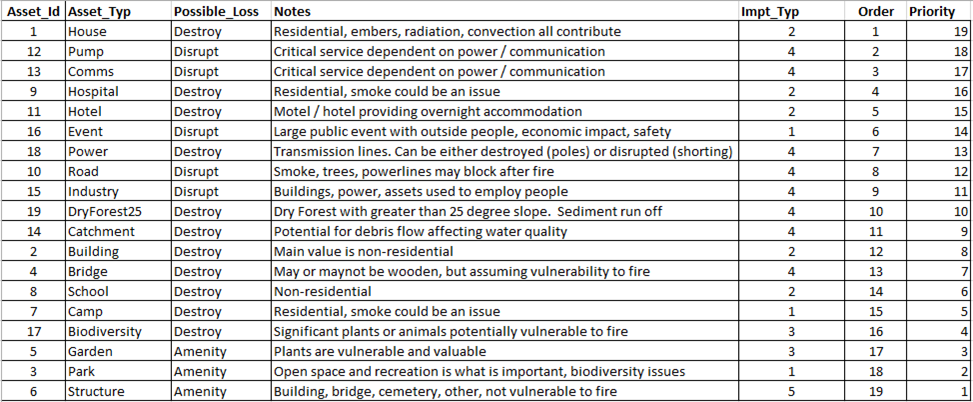 Asset_Id Asset_Typ Possible_Loss Notes Impt_Typ Order Priority
1 House Destroy Residential, embers, radiation, convection all contribute 2 1 19
12 Pump Disrupt Critical service dependent on power / communication 4 2 18
13 Comms Disrupt Critical service dependent on power / communication 4 3 17
9 Hospital Destroy Residential, smoke could be an issue 2 4 16
11 Hotel Destroy Motel / hotel providing overnight accommodation 2 5 15
16 Event Disrupt Large public event with outside people, economic impact, safety 1 6 14
18 Power Destroy Transmission lines. Can be either destroyed (poles) or disrupted (shorting) 4 7 13
10 Road Disrupt Smoke, trees, powerlines may block after fire 4 8 12
15 Industry Disrupt Buildings, power, assets used to employ people 4 9 11
19 DryForest25 Destroy Dry Forest with greater than 25 degree slope. Sediment run off 4 10 10
14 Catchment Destroy Potential for debris flow affecting water quality 4 11 9
2 Building Destroy Main value is non-residential 2 12 8
4 Bridge Destroy May or maynot be wooden, but assuming vulnerability to fire 4 13 7
8 School Destroy Non-residential 2 14 6
7 Camp Destroy Residential, smoke could be an issue 1 15 5
17 Biodiversity Destroy Significant plants or animals potentially vulnerable to fire 3 16 4
5 Garden Amenity Plants are vulnerable and valuable 3 17 3
3 Park Amenity Open space and recreation is what is important, biodiversity issues 1 18 2
6 Structure Amenity Building, bridge, cemetery, other, not vulnerable to fire 5 19 1